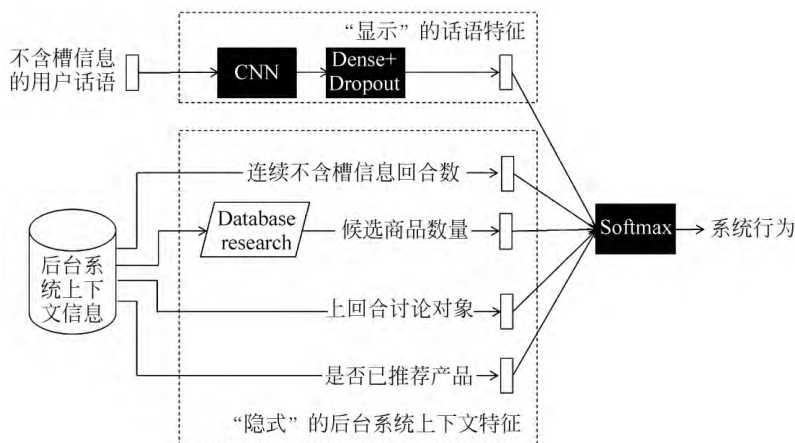 “显示”的话语特征
不含槽信息
的用户话语
CNN
Dense+
Dropout
连续不含槽信息回合数
Database
research
候选商品数量
Softmax
系统行为
后台系
统上下
文信息
上回合讨论对象
是否已推荐产品
“隐式”的后台系统上下文特征